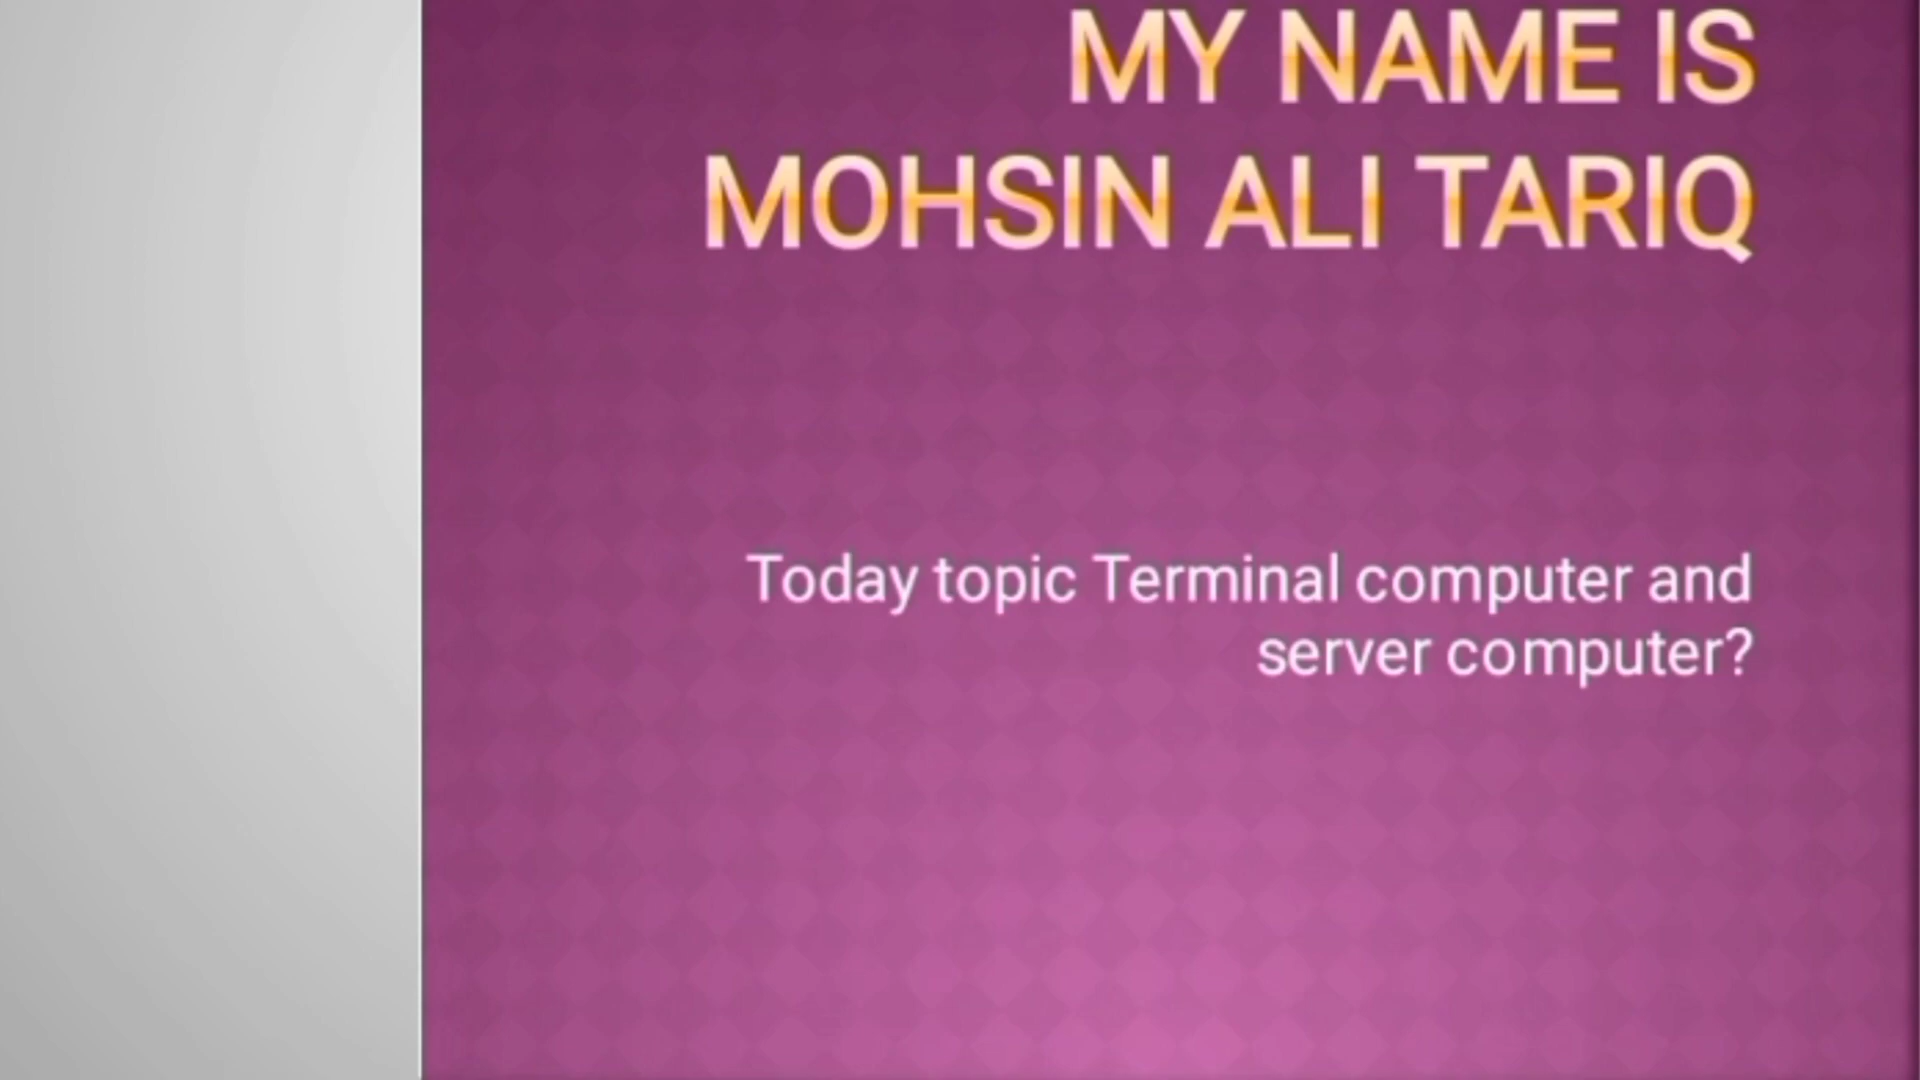 MY NAME IS
MOHSIN ALI TARIQ
Today topic Terminal computer and
server computer?